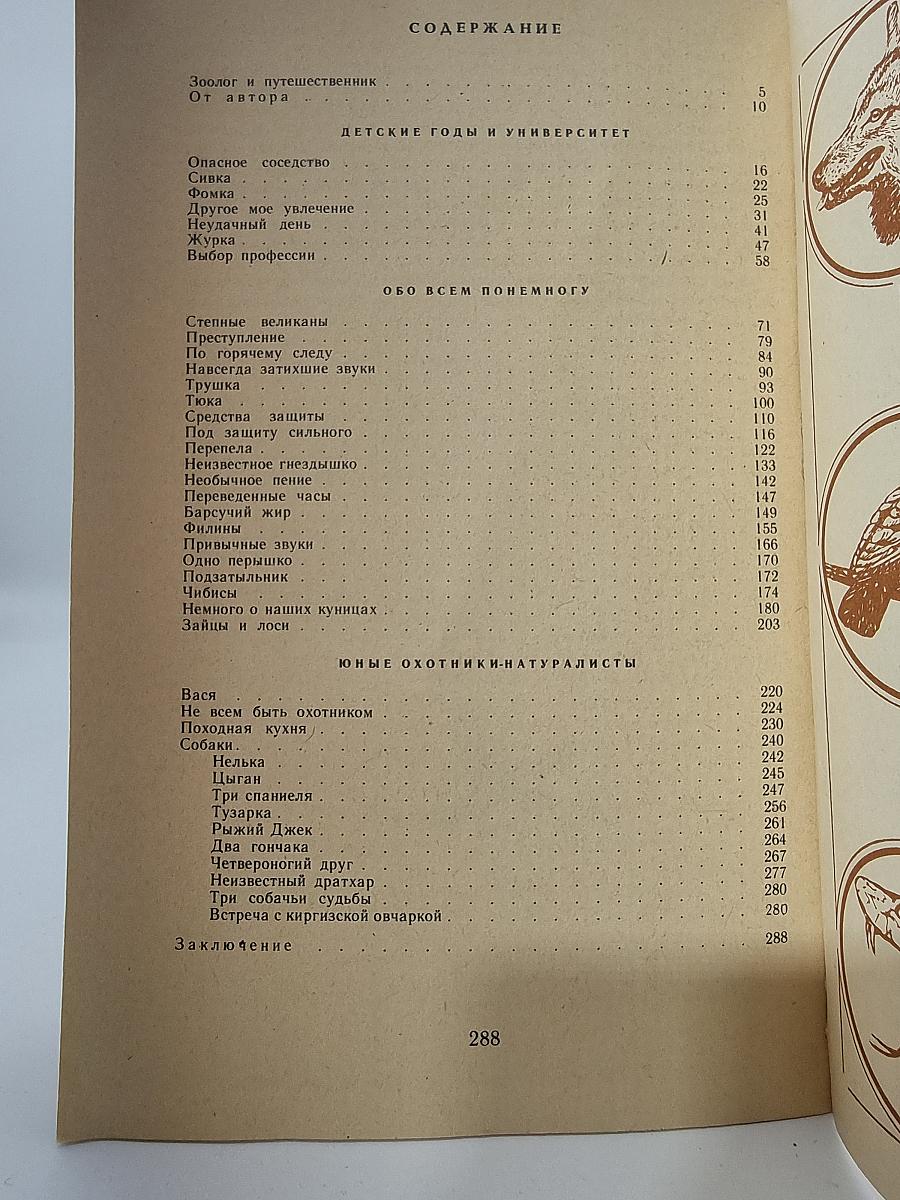 СОДЕРЖАНИЕ
Зоолог и путешественник . . . . . . . . . . . . . . . . . 5
От автора . . . . . . . . . . . . . . . . . 10
ДЕТСКИЕ ГОДЫ И УНИВЕРСИТЕТ
Опасное соседство . . . . . . . . . . . . . . . . . 16
Сивка . . . . . . . . . . . . . . . . . 22
Фомка . . . . . . . . . . . . . . . . . 25
Другое мое увлечение . . . . . . . . . . . . . . . . . 31
Неудачный день . . . . . . . . . . . . . . . . . 41
Журка . . . . . . . . . . . . . . . . . 47
Выбор профессии . . . . . . . . . . . . . . . . . 58
ОБО ВСЕМ ПОНЕМНОГУ
Степные великаны . . . . . . . . . . . . . . . . . 71
Преступление . . . . . . . . . . . . . . . . . 79
По горячему следу . . . . . . . . . . . . . . . . . 84
Навсегда затихшие звуки . . . . . . . . . . . . . . . . . 90
Трушка . . . . . . . . . . . . . . . . . 93
Тюка . . . . . . . . . . . . . . . . . 100
Средства защиты . . . . . . . . . . . . . . . . . 110
Под защиту сильного . . . . . . . . . . . . . . . . . 116
Перепела . . . . . . . . . . . . . . . . . 122
Неизвестное гнездышко . . . . . . . . . . . . . . . . . 133
Необычное пение . . . . . . . . . . . . . . . . . 142
Переведенные часы . . . . . . . . . . . . . . . . . 147
Барсучий жир . . . . . . . . . . . . . . . . . 149
Филины . . . . . . . . . . . . . . . . . 155
Привычные звуки . . . . . . . . . . . . . . . . . 166
Одно перышко . . . . . . . . . . . . . . . . . 170
Подзатыльник . . . . . . . . . . . . . . . . . 172
Чибисы . . . . . . . . . . . . . . . . . 174
Немного о наших куницах . . . . . . . . . . . . . . . . . 180
Зайцы и лоси . . . . . . . . . . . . . . . . . 203
ЮНЫЕ ОХОТНИКИ-НАТУРАЛИСТЫ
Вася . . . . . . . . . . . . . . . . . 220
Не всем быть охотником . . . . . . . . . . . . . . . . . 224
Походная кухня . . . . . . . . . . . . . . . . . 230
Собаки . . . . . . . . . . . . . . . . . 240
Нелька . . . . . . . . . . . . . . . . . 242
Цыган . . . . . . . . . . . . . . . . . 245
Три спаниеля . . . . . . . . . . . . . . . . . 247
Тузарка . . . . . . . . . . . . . . . . . 256
Рыжий Джек . . . . . . . . . . . . . . . . . 261
Два гончака . . . . . . . . . . . . . . . . . 264
Четвероногий друг . . . . . . . . . . . . . . . . . 267
Неизвестный дратхар . . . . . . . . . . . . . . . . . 277
Три собачьи судьбы . . . . . . . . . . . . . . . . . 280
Встреча с киргизской овчаркой . . . . . . . . . . . . . . 280
Заключение . . . . . . . . . . . . . . . . . 288
288